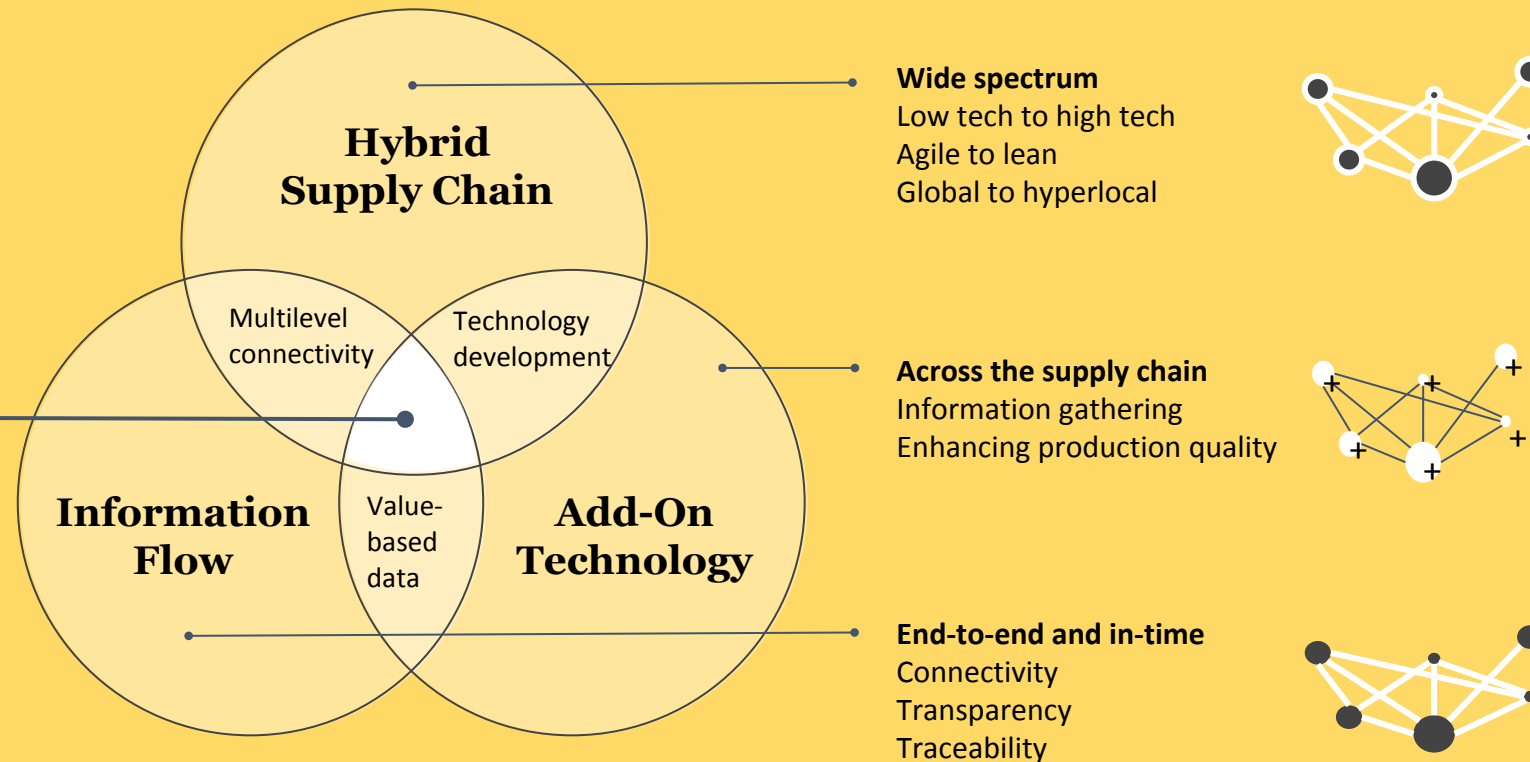 Hybrid
Supply Chain
Multilevel
connectivity
Technology
development
Information
Flow
Value-
based
data
Add-On
Technology
Wide spectrum
Low tech to high tech
Agile to lean
Global to hyperlocal
Across the supply chain
Information gathering
Enhancing production quality
End-to-end and in-time
Connectivity
Transparency
Traceability